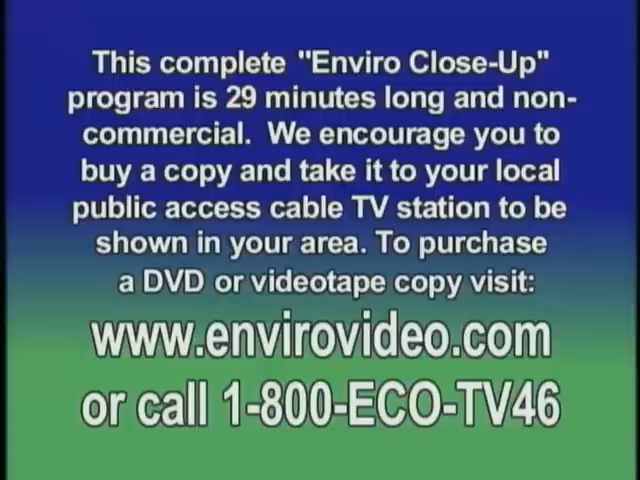 This complete "Enviro Close-Up"
program is 29 minutes long and non-
commercial.  We encourage you to
buy a copy and take it to your local
public access cable TV station to be
shown in your area. To purchase
a DVD or videotape copy visit:
www.envirovideo.com
or call 1-800-ECO-TV46